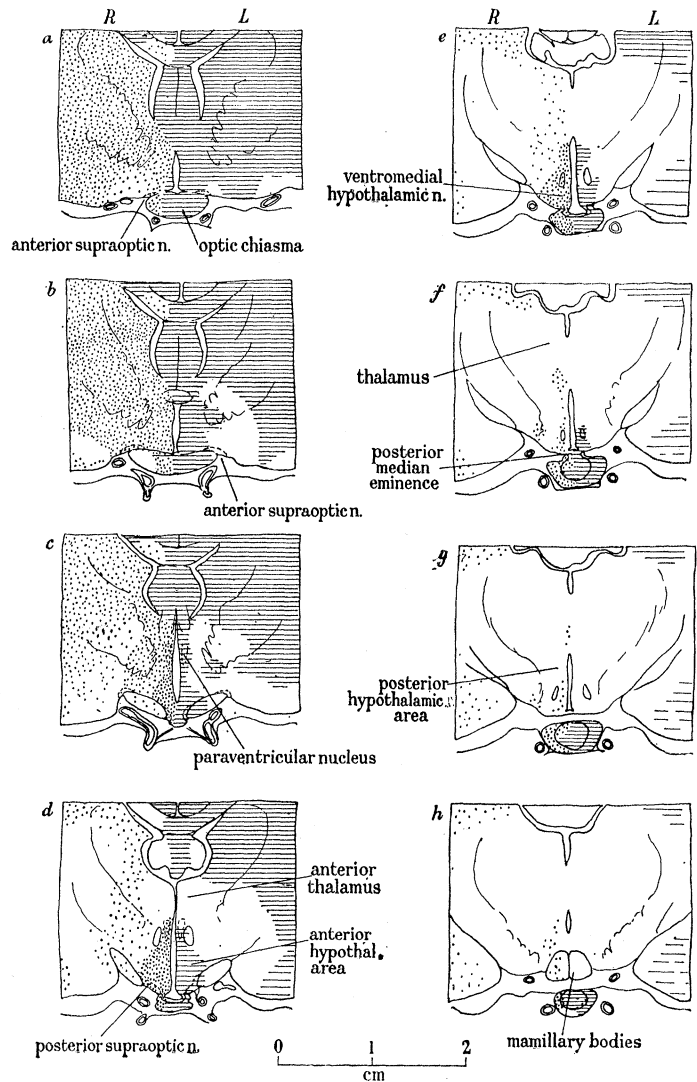 R L
a
anterior supraoptic n. optic chiasma
b
anterior supraoptic n.
c
paraventricular nucleus
d
anterior
thalamus
anterior
hypothal.
area
posterior supraoptic n.
R L
e
ventromedial
hypothalamic n.
f
thalamus
posterior
median
eminence
g
posterior
hypothalamic
area
h
mamillary bodies
0 1 2
cm